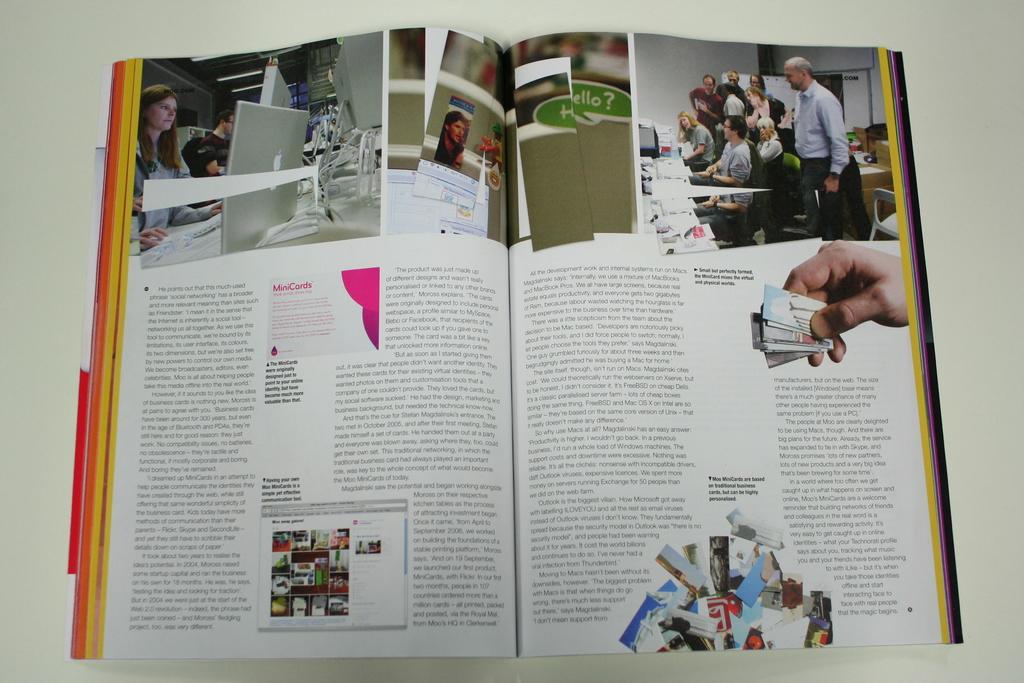 ello?
H
.COM
He points out that this much-used
phrase 'social networking' has a broader
and more relevant meaning than sites such
as Friendster: 'I mean it in the sense that
the Internet is inherently a social tool –
networking us all together. As we use this
tool to communicate, we're bound by its
limitations, its user interface, its colours,
its two dimensions, but we're also set free
by new powers to control our own media.
We become broadcasters, editors, even
celebrities. Moo is all about helping people
take this media offline into the real world.
However, if it sounds to you like the idea
of business cards is nothing new, Moross is
at pains to agree with you. 'Business cards
have been around for 300 years, but even
in the age of Bluetooth and PDAs, they're
still here and for good reason: they just
work. No compatibility issues, no batteries,
no obsolescence – they're tactile and
functional, if mostly corporate and boring.
And boring they've remained.
'I dreamed up MiniCards in an attempt to
help people communicate the identities they
have created through the web, while still
offering that same wonderful simplicity of
the business card. Kids today have more
methods of communication than their
parents – Flickr, Skype and SecondLife –
and yet they still have to scribble their
details down on scraps of paper.'
It took about two years to realise the
idea's potential. In 2004, Moross raised
some startup capital and ran the business
on his own for 18 months. He was, he says,
'testing the idea and looking for traction'.
But in 2004 we were just at the start of the
Web 2.0 revolution – indeed, the phrase had
just been coined – and Moross' fledgling
project, too, was very different.
MiniCards
▲ The MiniCards
were originally
designed just to
point to your online
identity, but have
become much more
valuable than that.
'The product was just made up
of different designs and wasn't really
personalised or linked to any other brands
or content,' Moross explains. 'The cards
were originally designed to include personal
webspace, a profile similar to MySpace,
Bebo or Facebook, that recipients of the
cards could look up if you gave one to
someone. The card was a bit like a key
that unlocked more information online.
'But as soon as I started giving them
out, it was clear that people didn't want another identity. They
wanted these cards for their existing virtual identities – they
wanted photos on them and customisation tools that a
company of one couldn't provide. They loved the cards, but
my social software sucked.' He had the design, marketing and
business background, but needed the technical know-how.
And that's the cue for Stefan Magdalinski's entrance. The
two met in October 2005, and after their first meeting, Stefan
made himself a set of cards. He handed them out at a party
and everyone was blown away, asking where they, too, could
get their own set. This traditional networking, in which the
traditional business card had always played an important
role, was key to the whole concept of what would become
the Moo MiniCards of today.
Magdalinski saw the potential and began working alongside
▼ Having your own
Moo MiniCards is a
simple yet effective
communication tool.
Moross on their respective
kitchen tables as the process
of attracting investment began.
Once it came, 'from April to
September 2006, we worked
on building the foundations of a
stable printing platform,' Moross
says. 'And on 19 September,
we launched our first product,
MiniCards, with Flickr. In our first
two months, people in 107
countries ordered more than a
million cards – all printed, packed
and posted, via the Royal Mail,
from Moo's HQ in Clerkenwell.'
All the development work and internal systems run on Macs.
Magdalinski says: 'Internally, we use a mixture of MacBooks
and MacBook Pros. We all have large screens, because real
estate equals productivity, and everyone gets two gigabytes
of Ram, because labour wasted watching the hourglass is far
more expensive to the business over time than hardware.'
There was a little scepticism from the team about the
decision to be Mac based. 'Developers are notoriously picky
about their tools, and I did force people to switch; normally, I
let people choose the tools they prefer,' says Magdalinski.
'One guy grumbled furiously for about three weeks and then
begrudgingly admitted he was buying a Mac for home.'
The site itself, though, isn't run on Macs. Magdalinski cites
cost. 'We could theoretically run the webservers on Xserve, but
to be honest, I didn't consider it. It's FreeBSD on cheap Dells.
It's a classic parallelised server farm – lots of cheap boxes
doing the same thing. FreeBSD and Mac OS X on Intel are so
similar – they're based on the same core version of Unix – that
it really doesn't make any difference.'
So why use Macs at all? Magdalinski has an easy answer:
'Productivity is higher. I wouldn't go back. In a previous
business, I'd run a whole load of Windows machines. The
support costs and downtime were excessive. Nothing was
reliable. It's all the clichés: nonsense with incompatible drivers,
daft Outlook viruses, expensive licences. We spent more
money on servers running Exchange for 50 people than
we did on the web farm.
'Outlook is the biggest villain. How Microsoft got away
with labelling ILOVEYOU and all the rest as email viruses
instead of Outlook viruses I don't know. They fundamentally
spread because the security model in Outlook was "there is no
security model", and people had been warning
about it for years. It cost the world billions
and continues to do so. I've never had a
viral infection from Thunderbird.'
Moving to Macs hasn't been without its
downsides, however. 'The biggest problem
with Macs is that when things do go
wrong, there's much less support
out there,' says Magdalinski.
'I don't mean support from
► Small but perfectly formed,
the MiniCard mixes the virtual
and physical worlds.
▼ Moo MiniCards are based
on traditional business
cards, but can be highly
personalised.
manufacturers, but on the web. The size
of the installed [Windows] base means
there's a much greater chance of many
other people having experienced the
same problem [if you use a PC].'
The people at Moo are clearly delighted
to be using Macs, though. And there are
big plans for the future. Already, the service
has expanded to tie in with Skype, and
Moross promises 'lots of new partners,
lots of new products and a very big idea
that's been brewing for some time'.
In a world where too often we get
caught up in what happens on screen and
online, Moo's MiniCards are a welcome
reminder that building networks of friends
and colleagues in the real world is a
satisfying and rewarding activity. It's
very easy to get caught up in online
identities – what your Technorati profile
says about you, tracking what music
you and your friends have been listening
to with iLike – but it's when
you take those identities
offline and start
interacting face to
face with real people
that the magic begins.